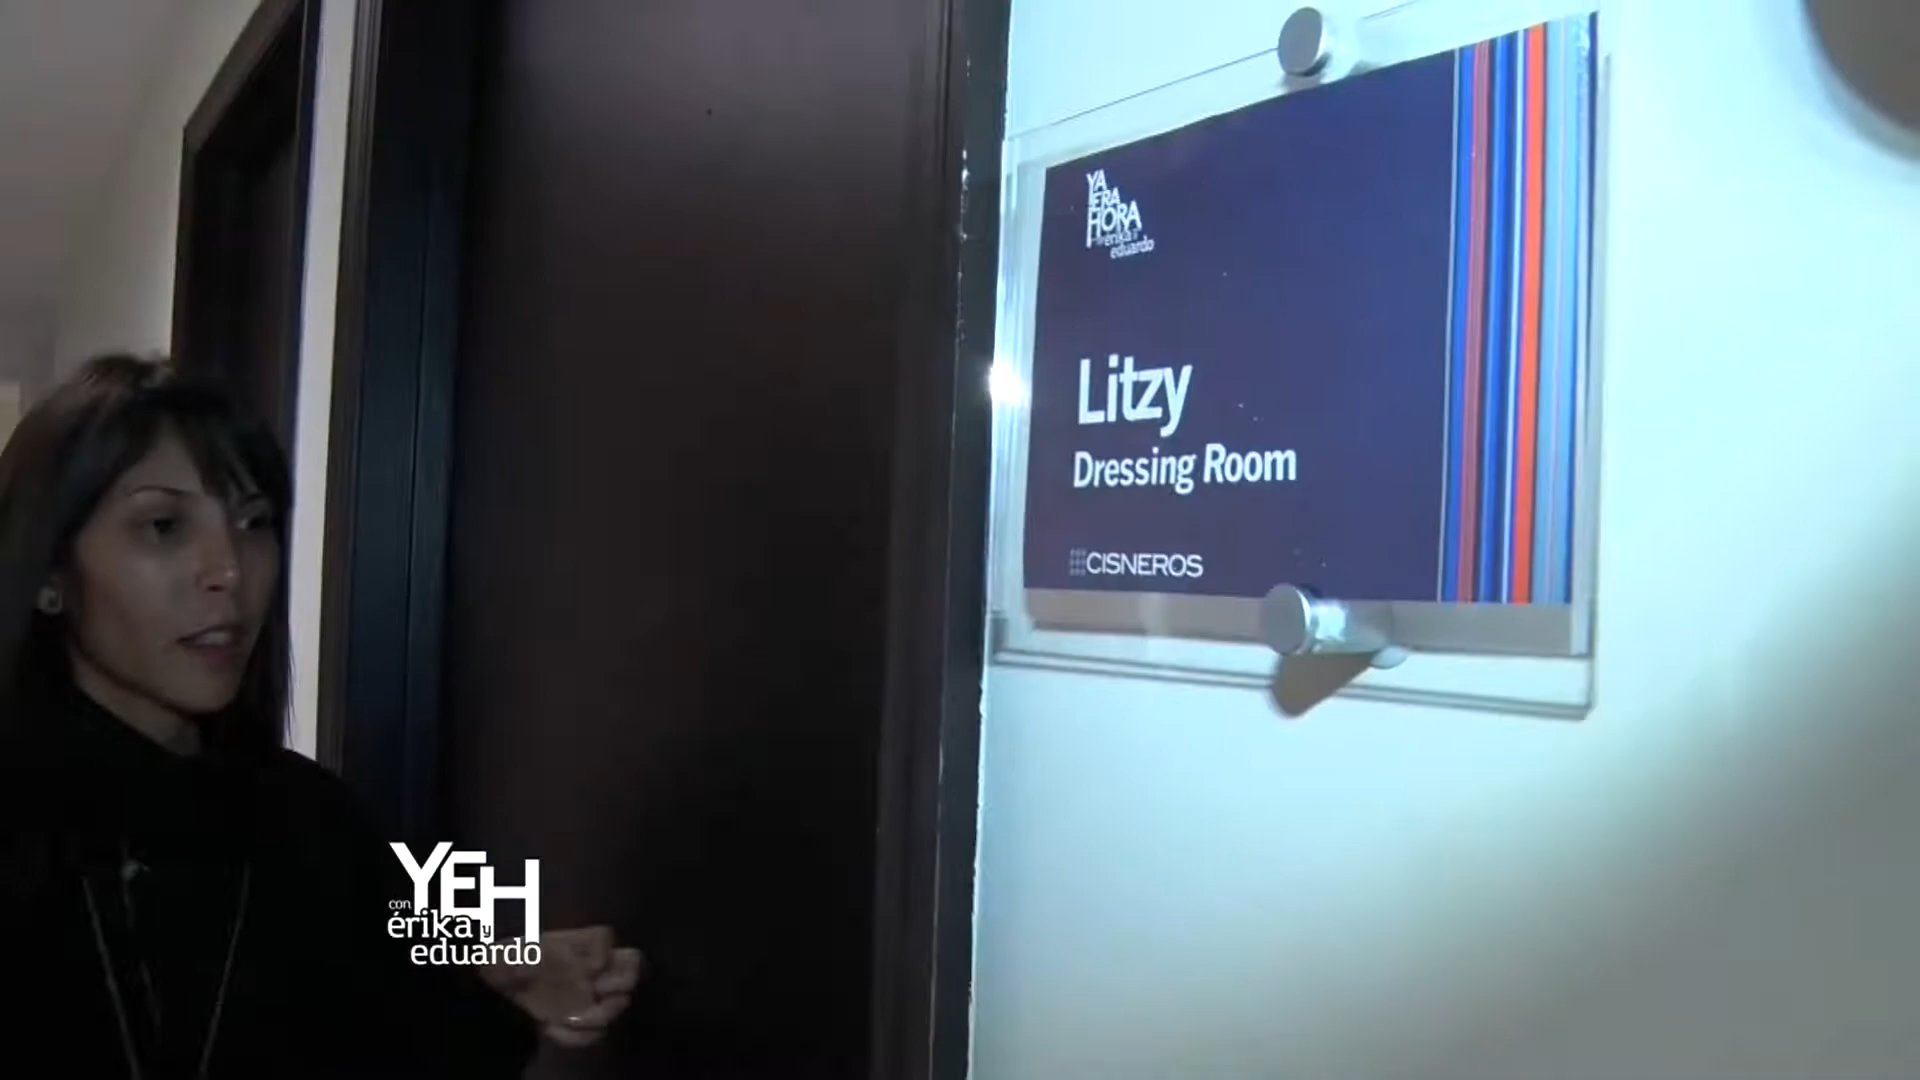 YA
ERA
HORA
érika y
eduardo
Litzy
Dressing Room
CISNEROS
YEH
con
érika y
eduardo